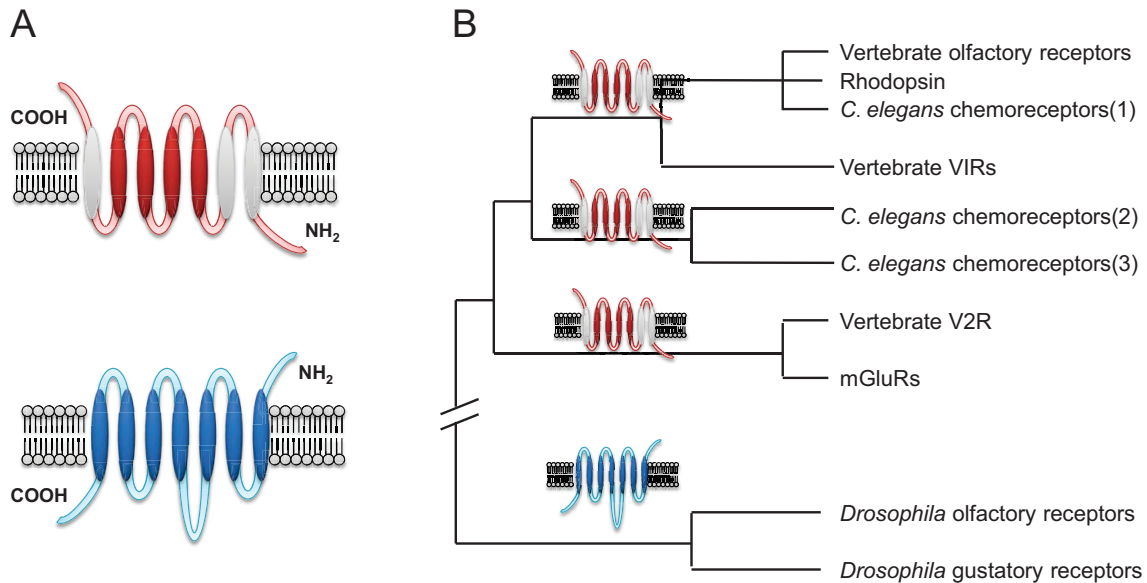 A
COOH
NH2
NH2
COOH
B
Vertebrate olfactory receptors
Rhodopsin
C. elegans chemoreceptors(1)
Vertebrate VIRs
C. elegans chemoreceptors(2)
C. elegans chemoreceptors(3)
Vertebrate V2R
mGluRs
Drosophila olfactory receptors
Drosophila gustatory receptors